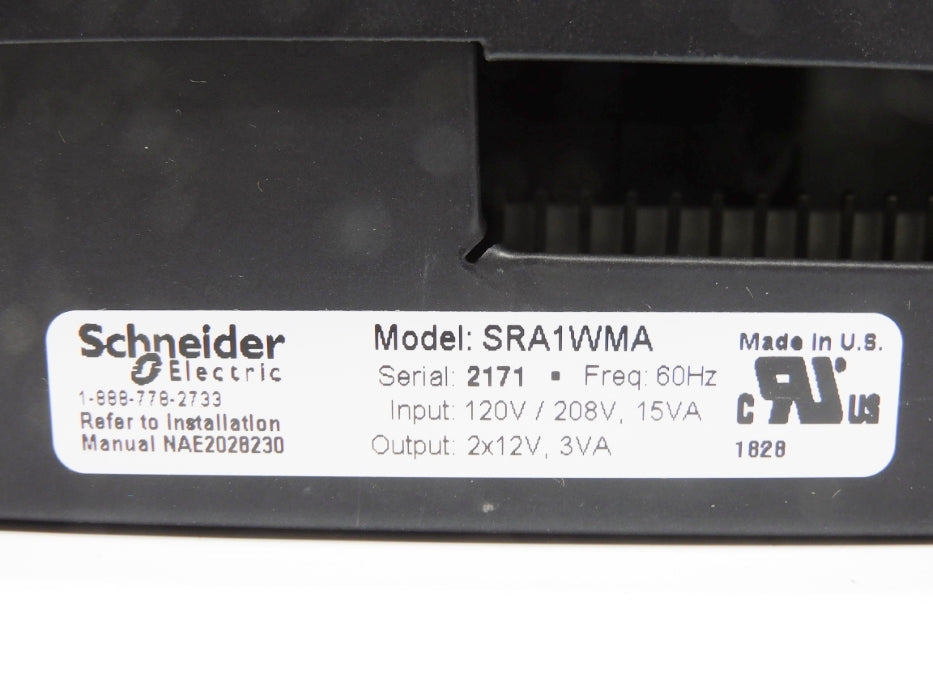 Schneider
Electric
1-888-778-2733
Refer to Installation
Manual NAE2028230
Model: SRA1WMA
Serial: 2171 ▪ Freq: 60Hz
Input: 120V / 208V, 15VA
Output: 2x12V, 3VA
Made in U.S.
C RU US
1828